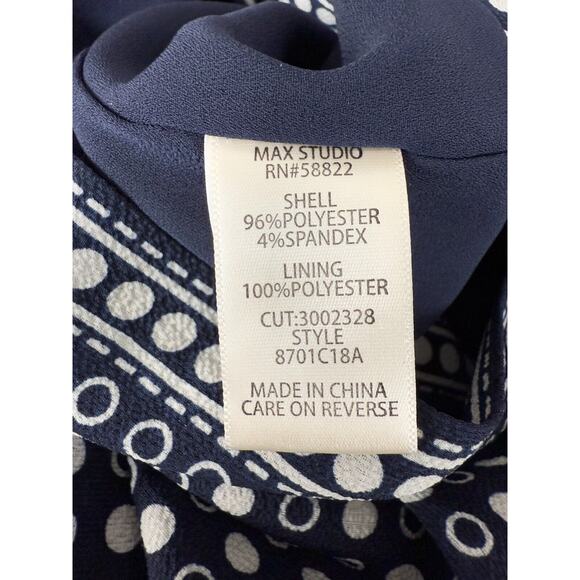 MAX STUDIO
RN#58822
SHELL
96%POLYESTER
4%SPANDEX
LINING
100%POLYESTER
CUT:3002328
STYLE
8701C18A
MADE IN CHINA
CARE ON REVERSE